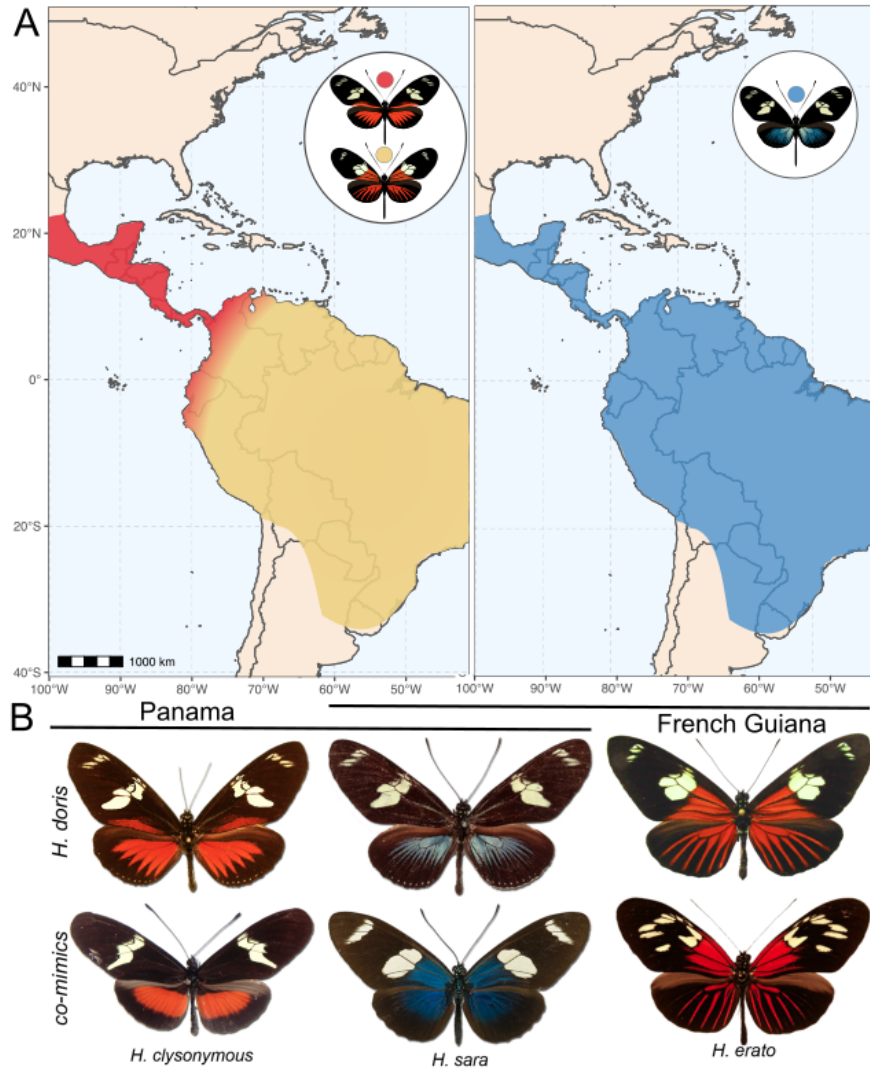 A
40°N
20°N
0°
20°S
40°S
1000 km
100°W
90°W
80°W
70°W
60°W
50°W
100°W
90°W
80°W
70°W
60°W
50°W
B
Panama
French Guiana
H. doris
co-mimics
H. clysonymous
H. sara
H. erato